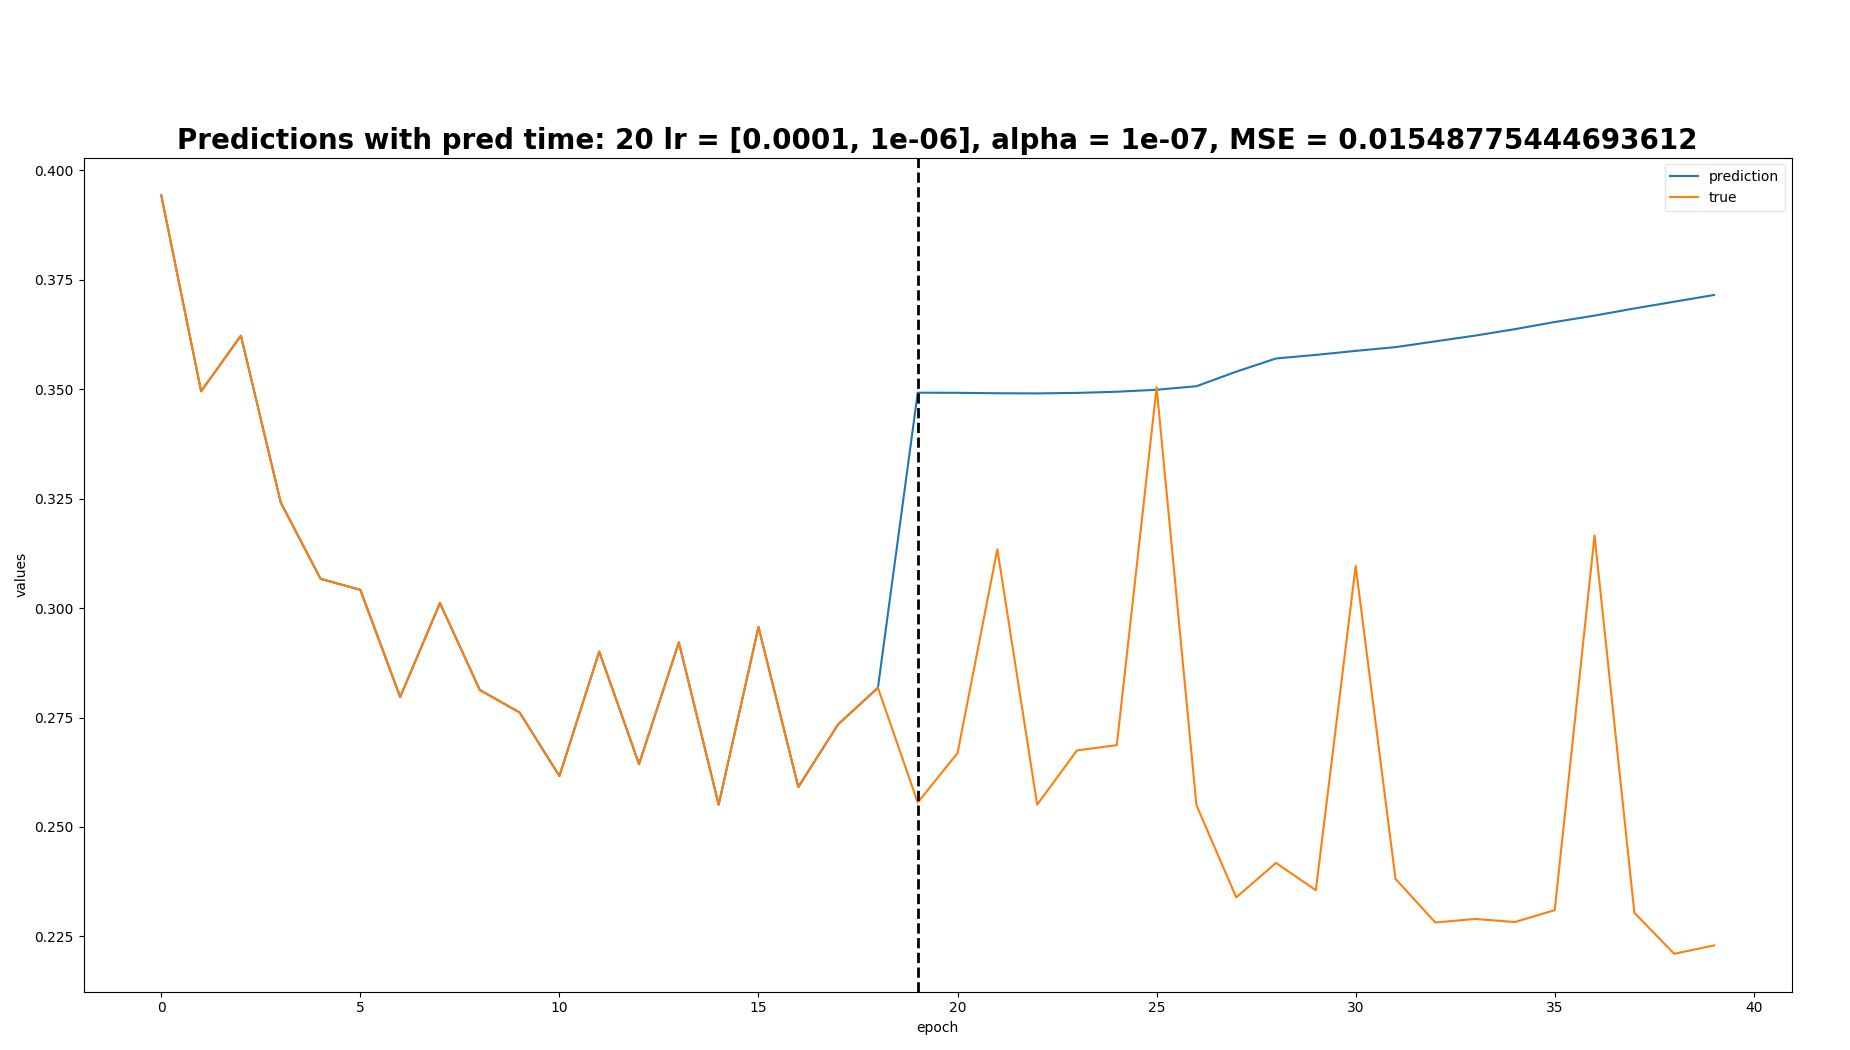 Predictions with pred time: 20 lr = [0.0001, 1e-06], alpha = 1e-07, MSE = 0.01548775444693612
prediction
true
values
0.400
0.375
0.350
0.325
0.300
0.275
0.250
0.225
0 5 10 15 20 25 30 35 40
epoch